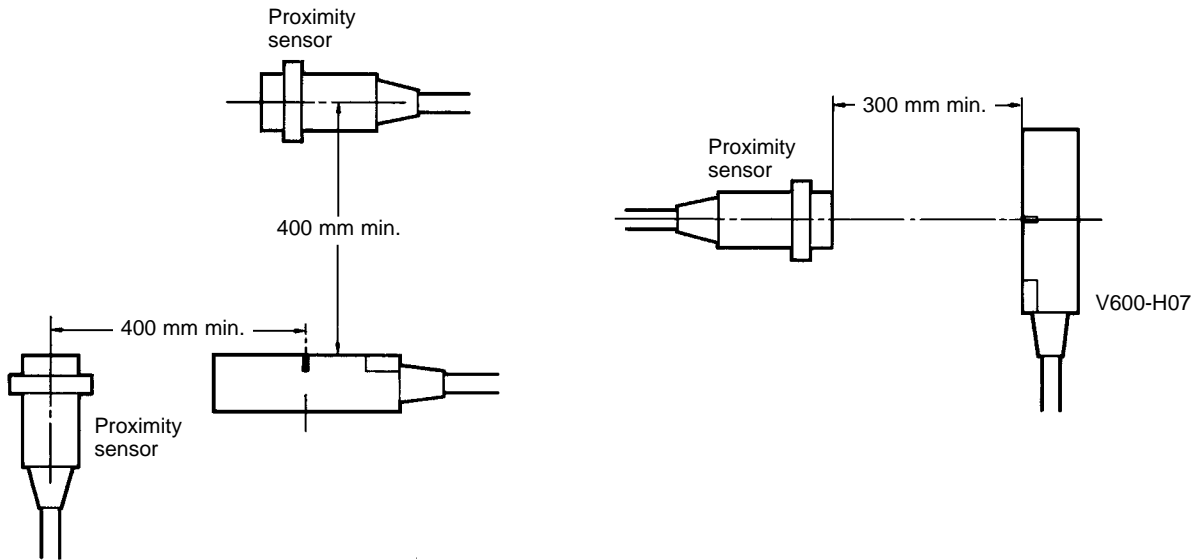 Proximity
sensor
300 mm min.
Proximity
sensor
400 mm min.
V600-H07
400 mm min.
Proximity
sensor